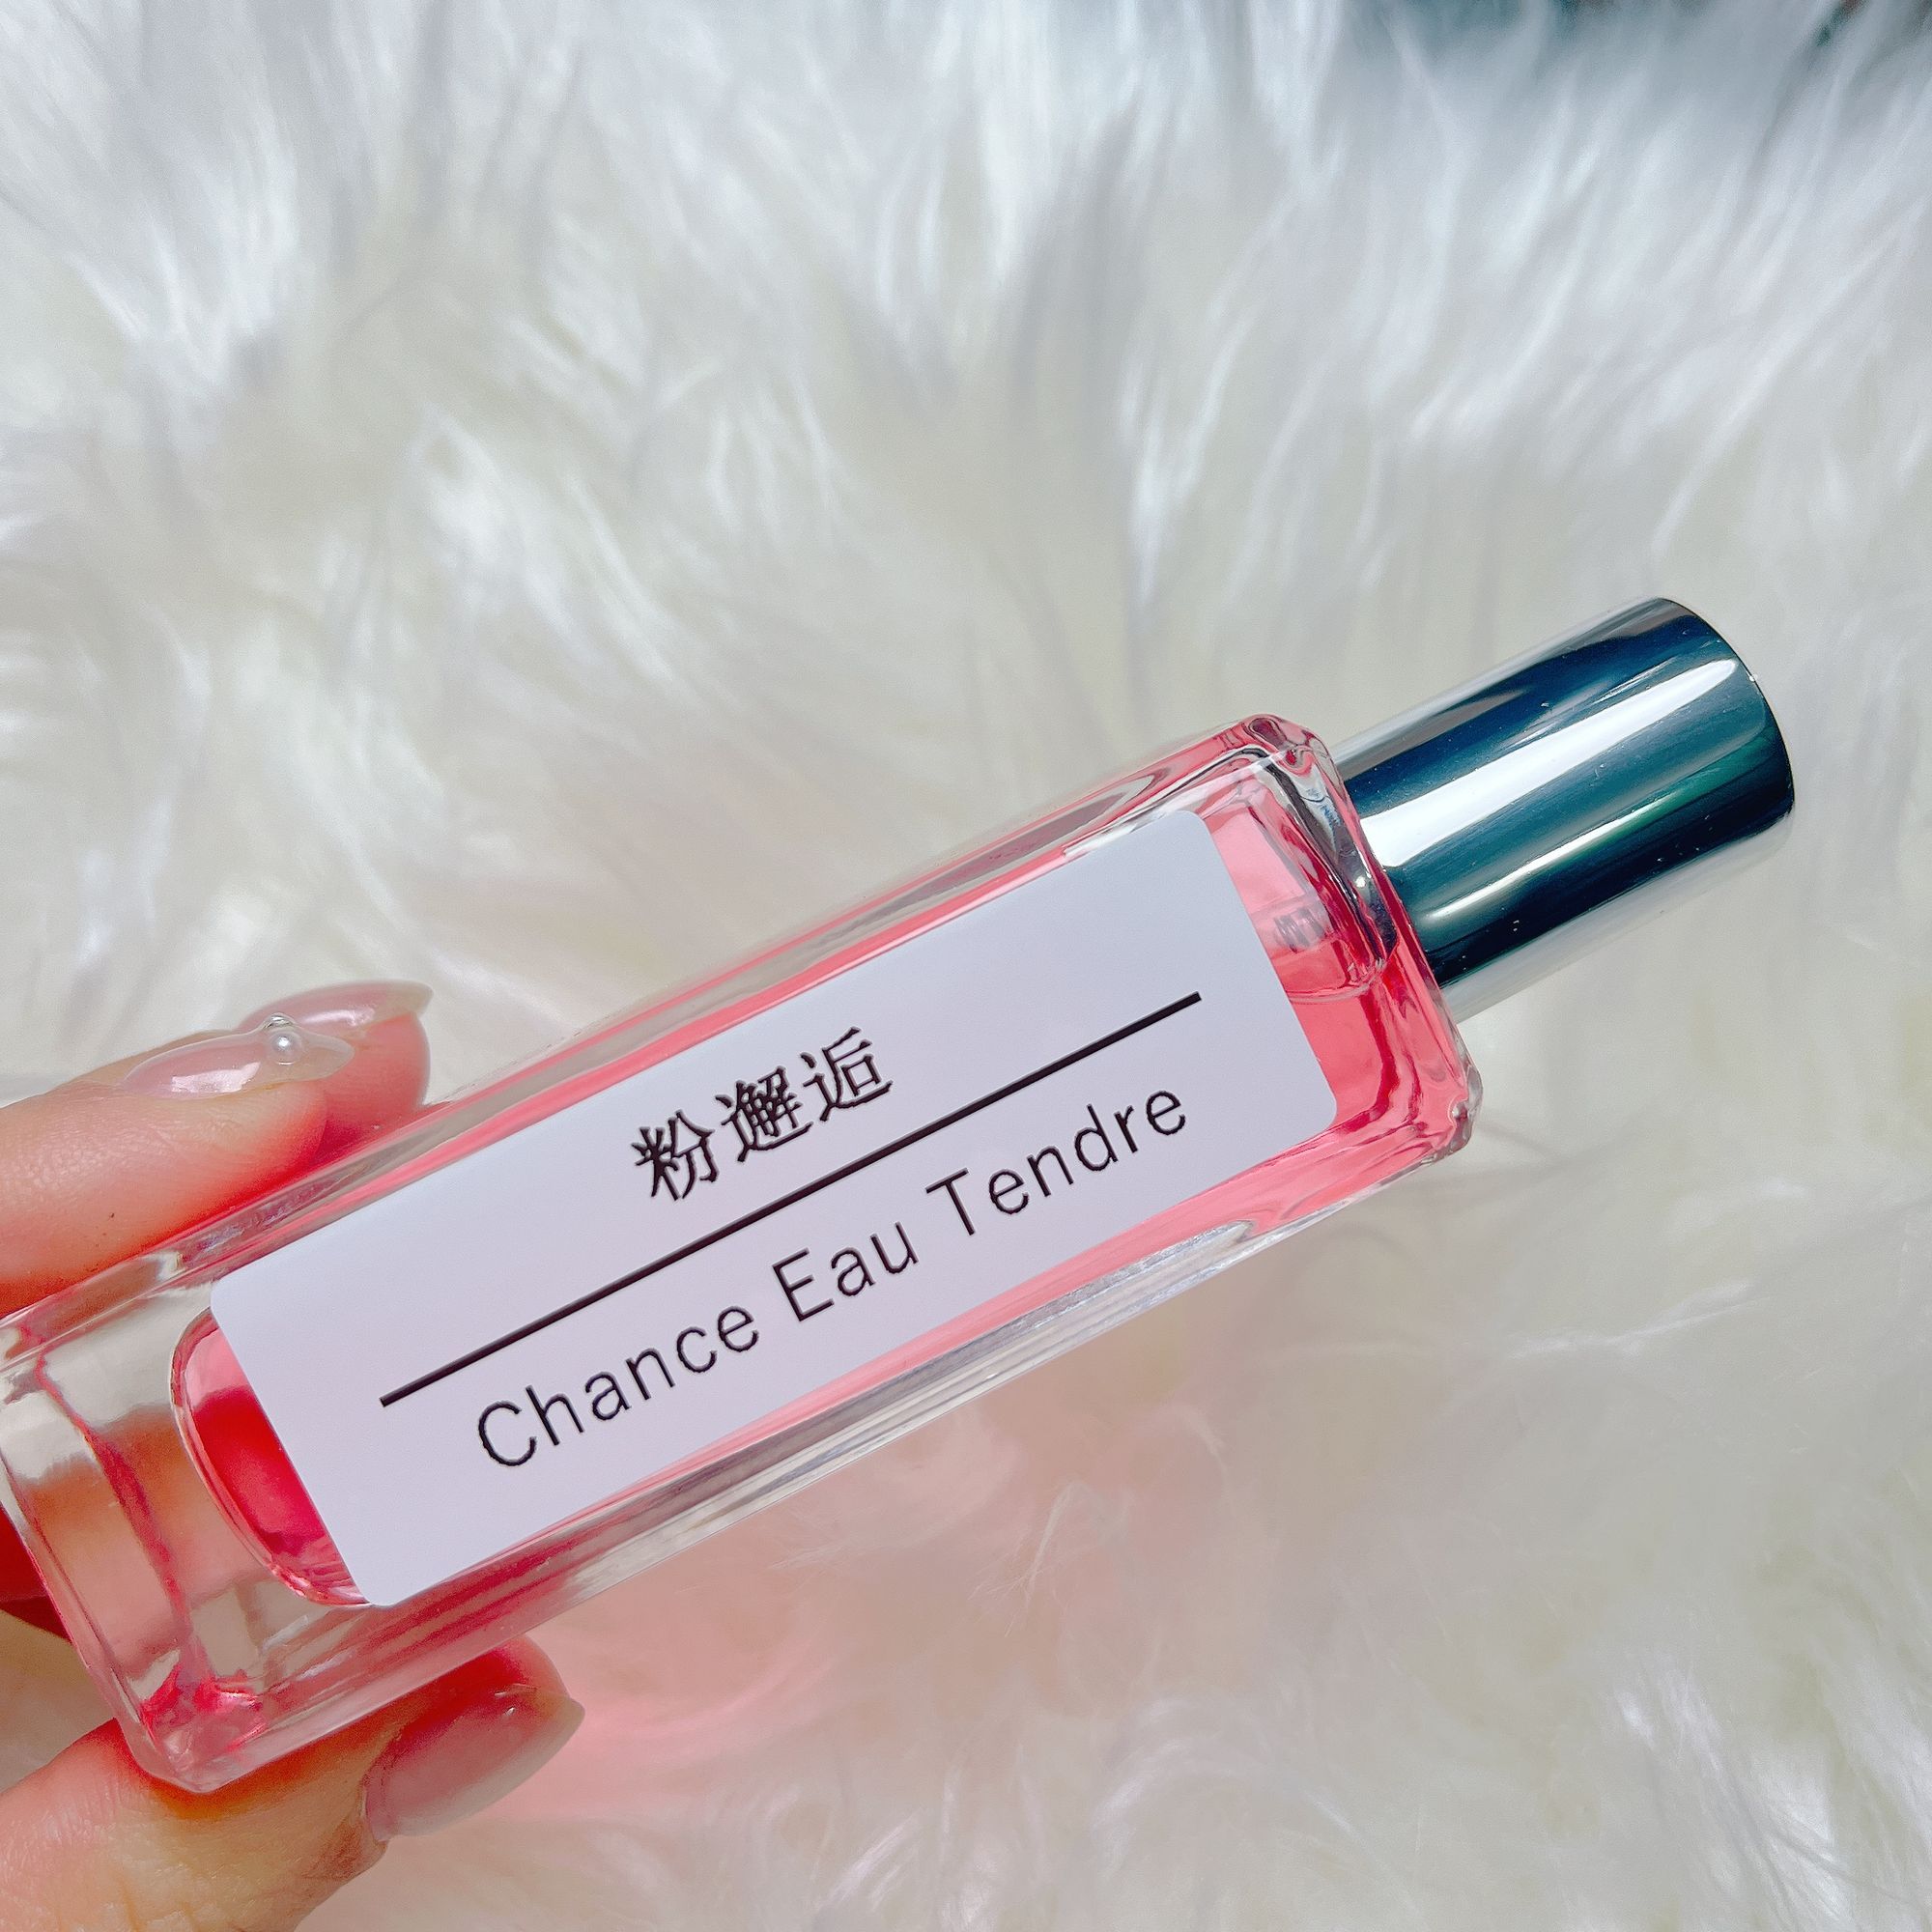 粉邂逅
Chance Eau Tendre